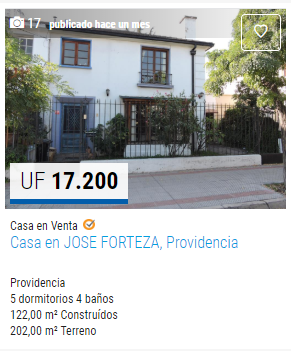 17 publicado hace un mes
UF 17.200
Casa en Venta
Casa en JOSE FORTEZA, Providencia
Providencia
5 dormitorios 4 baños
122,00 m² Construídos
202,00 m² Terreno